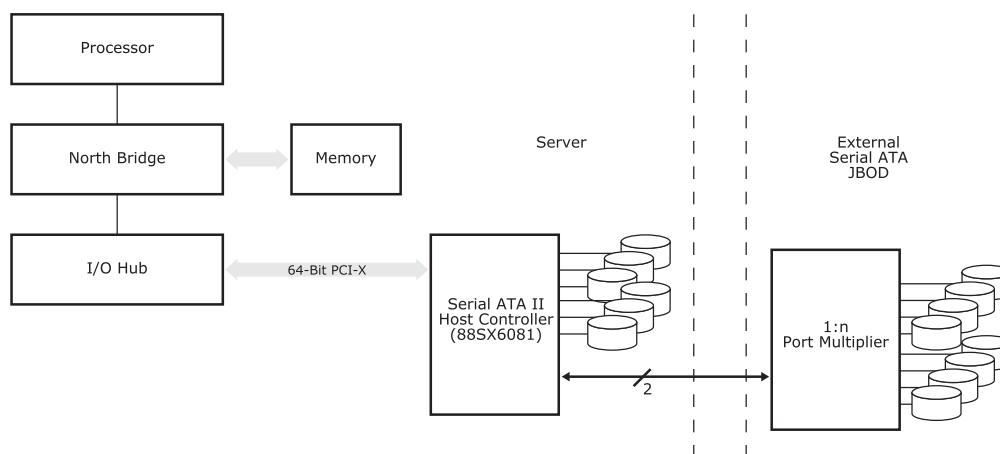 Processor
North Bridge
Memory
Server
External
Serial ATA
JBOD
I/O Hub
64-Bit PCI-X
Serial ATA II
Host Controller
(88SX6081)
1:n
Port Multiplier
2